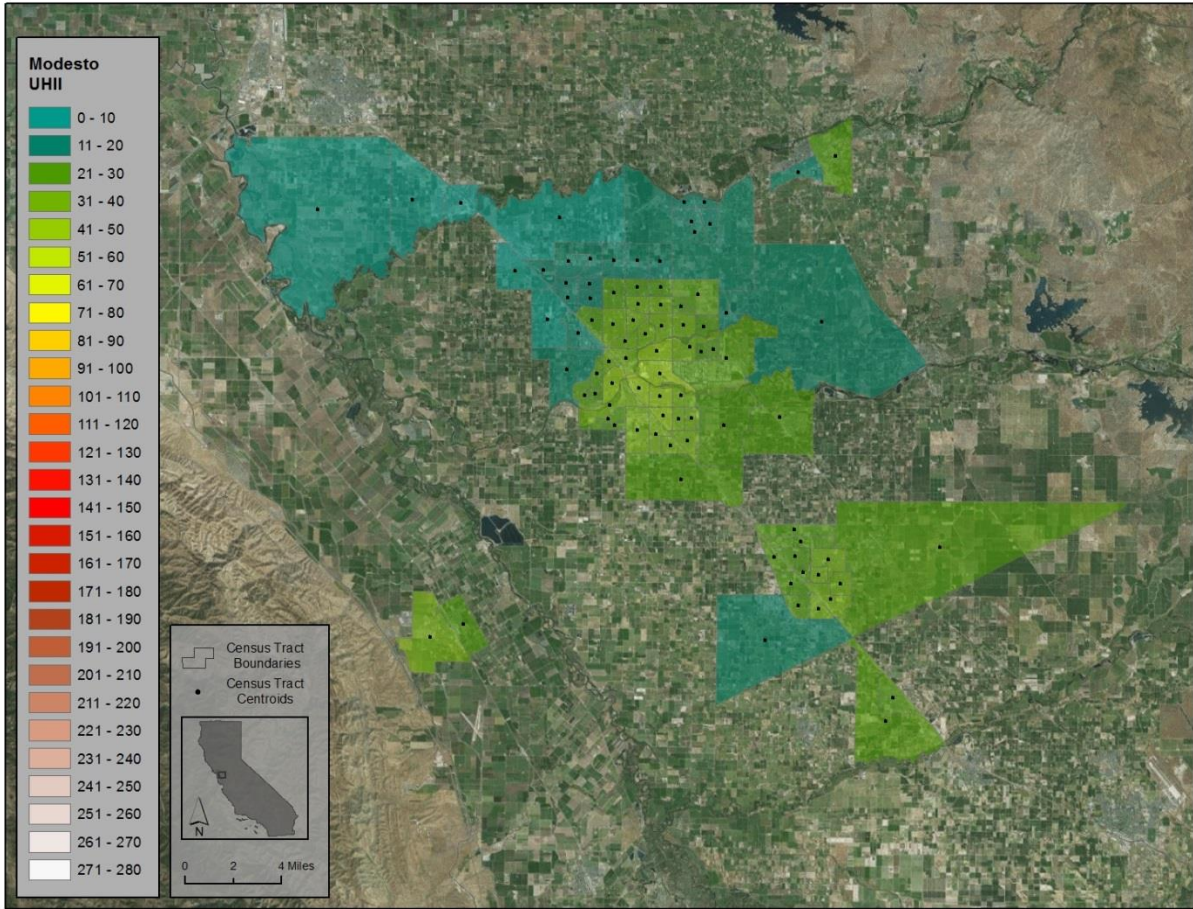 Modesto
UHII
0 - 10
11 - 20
21 - 30
31 - 40
41 - 50
51 - 60
61 - 70
71 - 80
81 - 90
91 - 100
101 - 110
111 - 120
121 - 130
131 - 140
141 - 150
151 - 160
161 - 170
171 - 180
181 - 190
191 - 200
201 - 210
211 - 220
221 - 230
231 - 240
241 - 250
251 - 260
261 - 270
271 - 280
Census Tract
Boundaries
Census Tract
Centroids
N
0 2 4 Miles